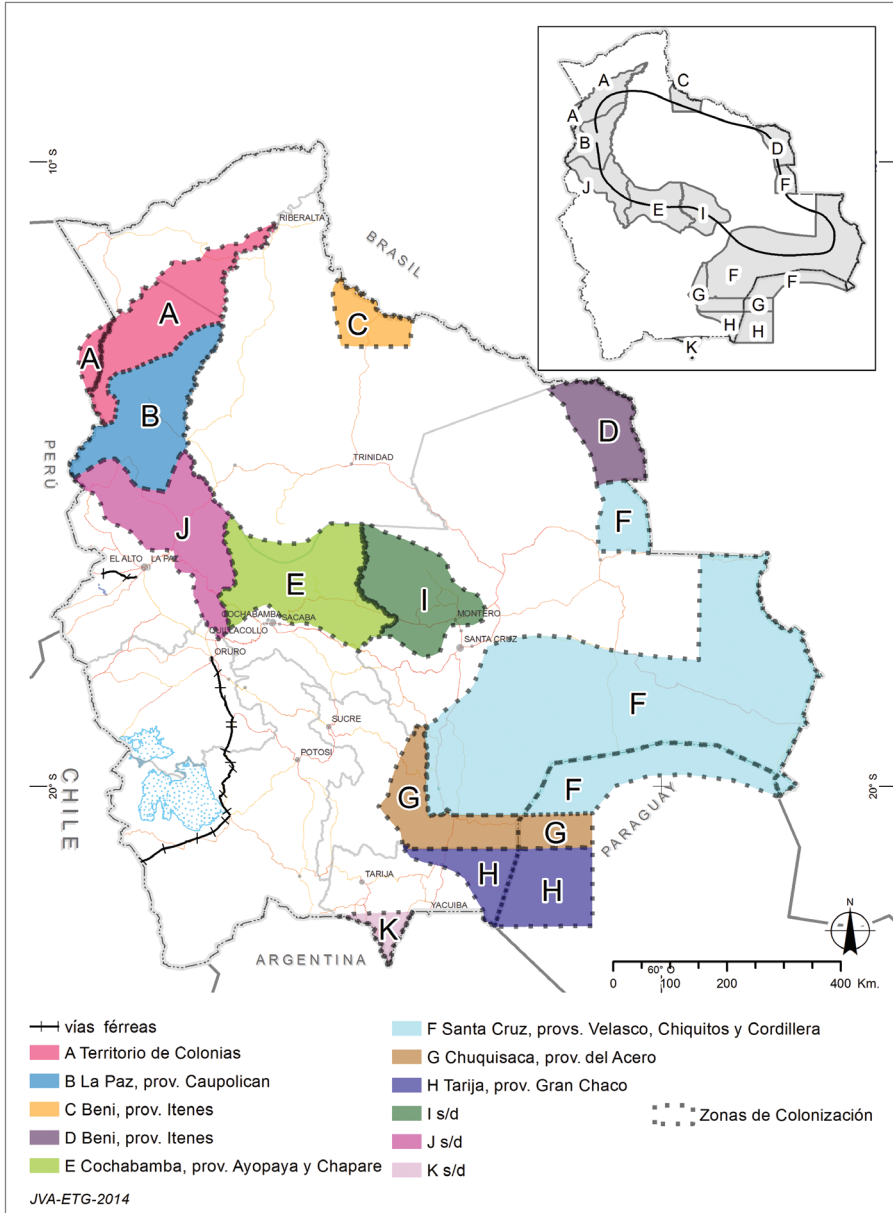 A
C
A
B
D
F
J
E
I
F
F
G
G
H
H
K
10° S
RIBERALTA
BRASIL
A
C
A
B
D
PERÚ
TRINIDAD
J
F
EL ALTO
LA PAZ
E
I
COCHABAMBA
SACABA
MONTERO
QUILLACOLLO
SANTA CRUZ
ORURO
F
SUCRE
POTOSI
CHILE
20° S
F
20° S
G
G
PARAGUAY
H
H
TARIJA
YACUIBA
K
N
ARGENTINA
60°
0 100 200 400 Km.
vías férreas
A Territorio de Colonias
B La Paz, prov. Caupolican
C Beni, prov. Itenes
D Beni, prov. Itenes
E Cochabamba, prov. Ayopaya y Chapare
F Santa Cruz, provs. Velasco, Chiquitos y Cordillera
G Chuquisaca, prov. del Acero
H Tarija, prov. Gran Chaco
I s/d
J s/d
K s/d
Zonas de Colonización
JVA-ETG-2014